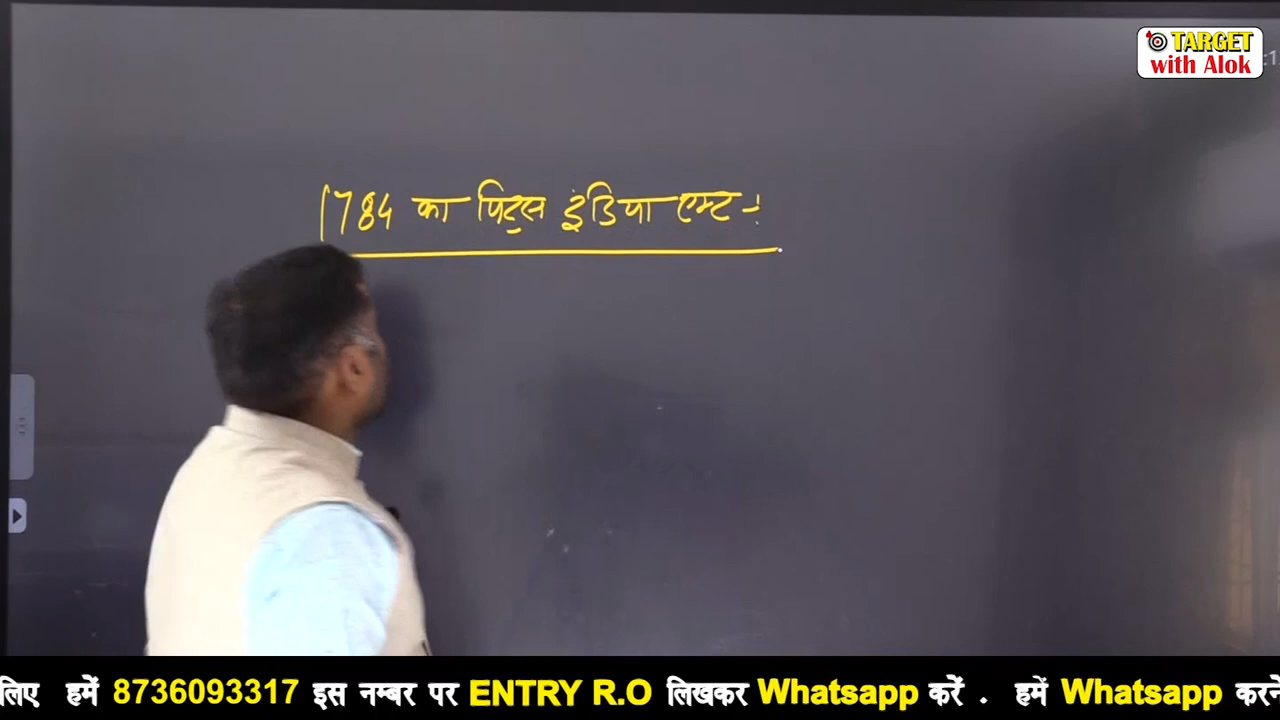 TARGET
with Alok
1784 का पिट्स इंडिया एक्ट -:
लिए हमें 8736093317 इस नम्बर पर ENTRY R.O लिखकर Whatsapp करें . हमें Whatsapp करने